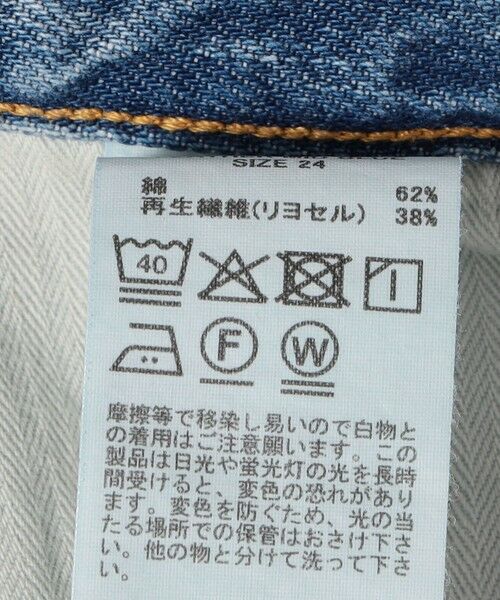 SIZE 24
綿 62%
再生繊維(リヨセル) 38%
40
F W
摩擦等で移染し易いので白物と
の着用はご注意願います。この
製品は日光や蛍光灯の光を長時
間受けると、変色の恐れがあり
ます。変色を防ぐため、光の当
たる場所での保管はおさけ下さ
い。他の物と分けて洗って下さ
い。